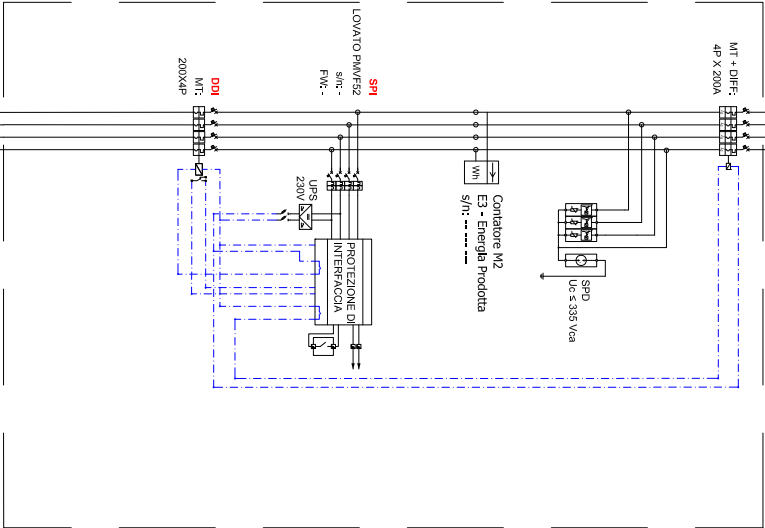 MT + DIFF:
4P X 200A
SPD
Uc ≤ 335 Vca
Contatore M2
E3 - Energia Prodotta
s/n: --------
Wh
SPI
LOVATO PMVF52
s/n: -
FW: -
UPS
230V
PROTEZIONE DI
INTERFACCIA
DDI
MT:
200X4P